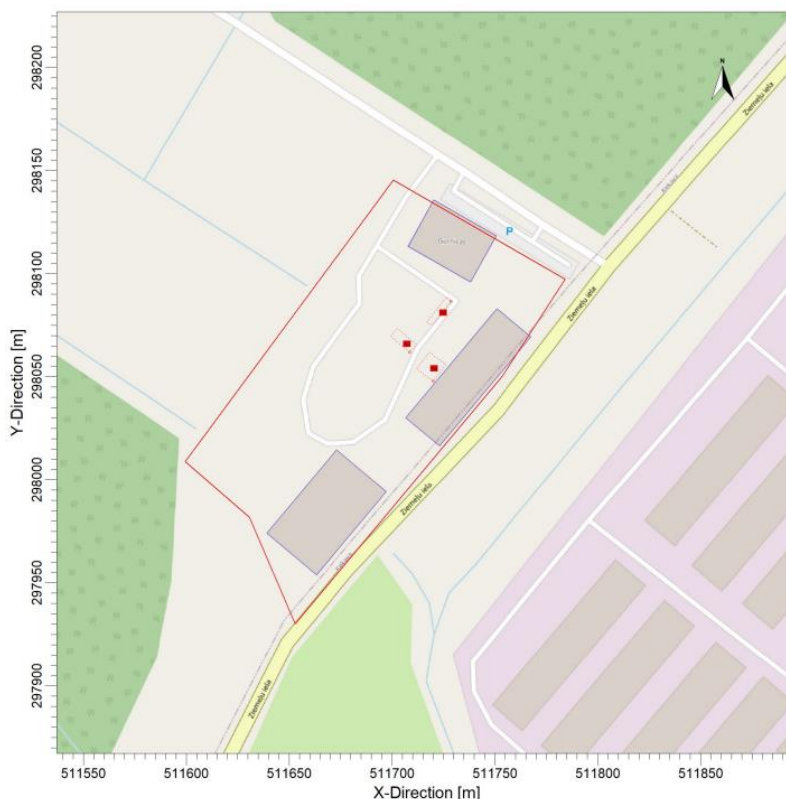 N
298200
298150
298100
298050
298000
297950
297900
Y-Direction [m]
Ziemeļu iela
P
Ziemeļu iela
Ziemeļu iela
Ziemeļu iela
511550
511600
511650
511700
511750
511800
511850
X-Direction [m]